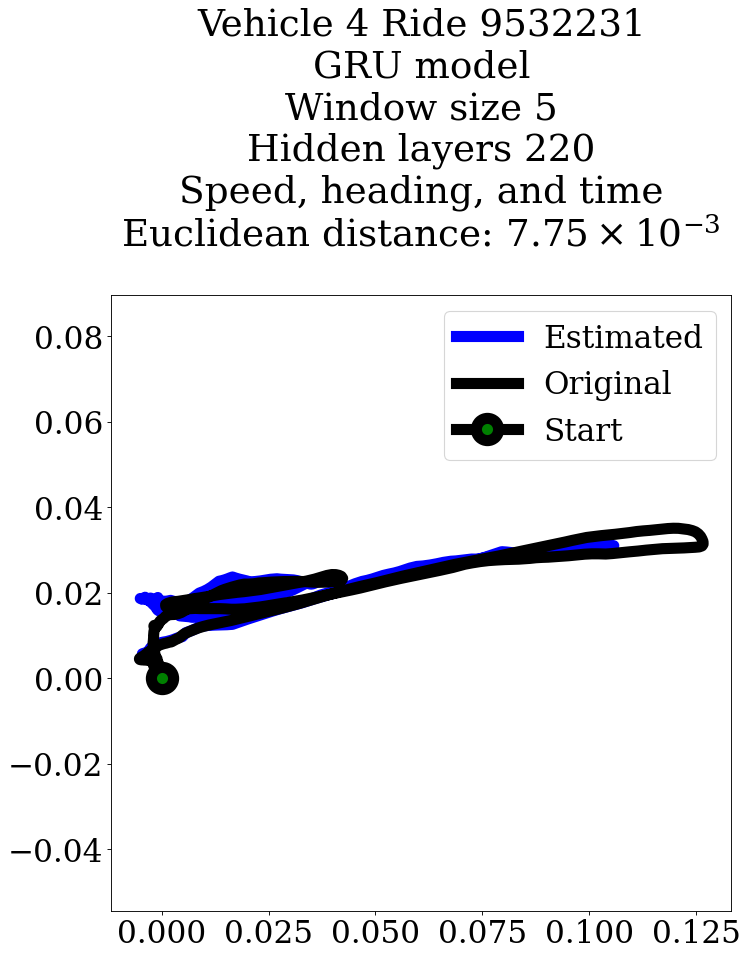 Vehicle 4 Ride 9532231
GRU model
Window size 5
Hidden layers 220
Speed, heading, and time
Euclidean distance: 7.75 × 10⁻³
Estimated
Original
Start
0.08
0.06
0.04
0.02
0.00
−0.02
−0.04
0.000 0.025 0.050 0.075 0.100 0.125